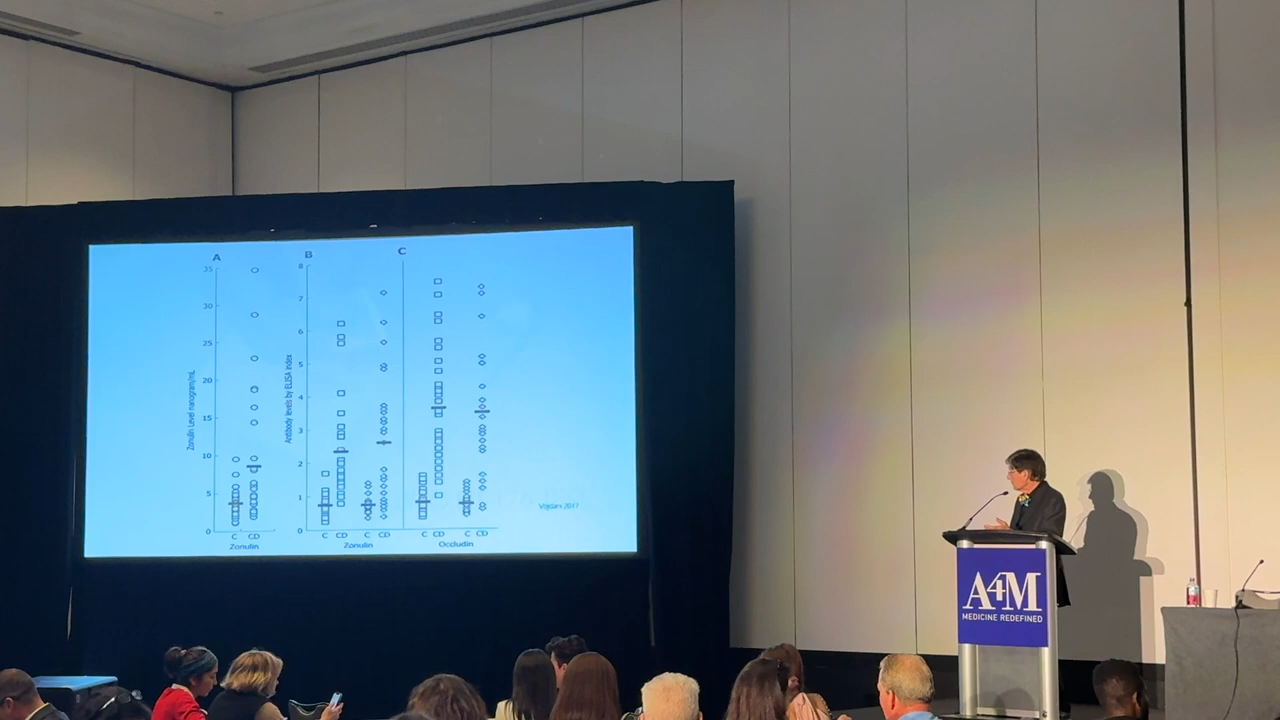 A
B
C
35
30
25
20
15
10
5
0
Zonulin Level nanogram/mL
C CD
Zonulin
8
7
6
5
4
3
2
1
0
Antibody levels by ELISA index
C CD C CD
Zonulin
C CD C CD
Occludin
Vojdani 2017
A4M
MEDICINE REDEFINED